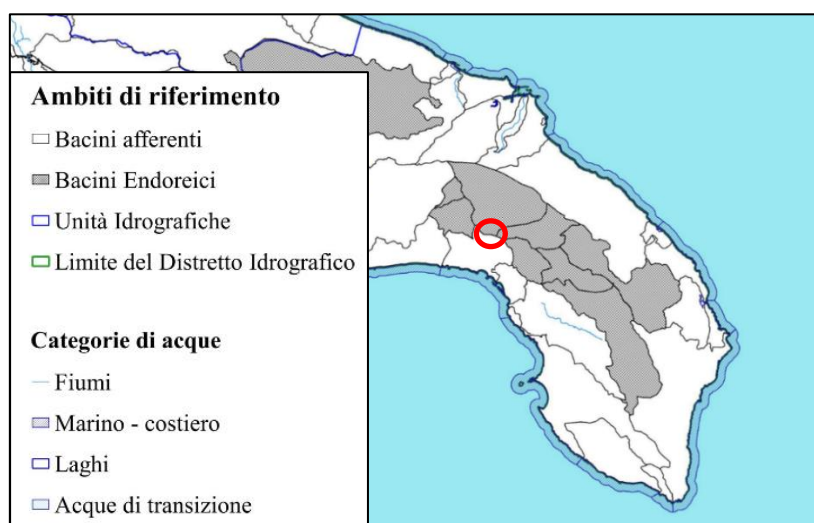 Ambiti di riferimento
Bacini afferenti
Bacini Endoreici
Unità Idrografiche
Limite del Distretto Idrografico
Categorie di acque
Fiumi
Marino - costiero
Laghi
Acque di transizione